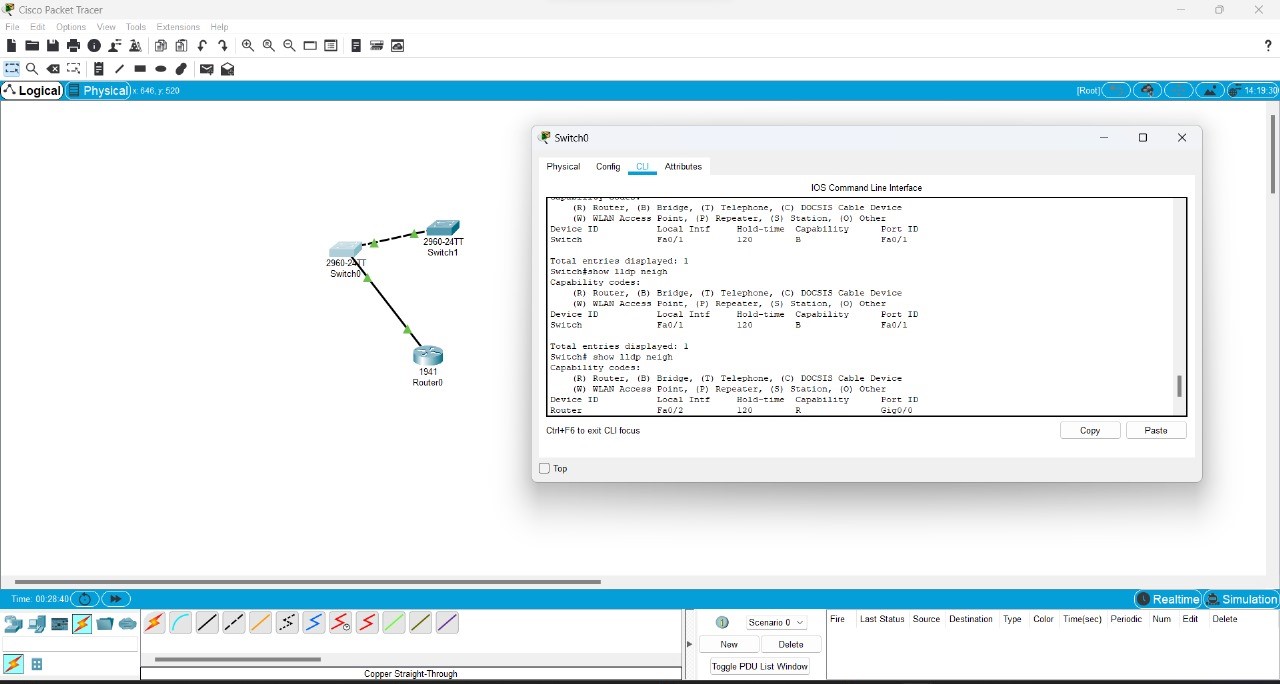 Cisco Packet Tracer
File Edit Options View Tools Extensions Help
?
Logical Physical x: 646, y: 520 [Root] 14:19:30
Switch0
Physical Config CLI Attributes
IOS Command Line Interface
Capability codes:
(R) Router, (B) Bridge, (T) Telephone, (C) DOCSIS Cable Device
(W) WLAN Access Point, (P) Repeater, (S) Station, (O) Other
Device ID Local Intf Hold-time Capability Port ID
Switch Fa0/1 120 B Fa0/1
Total entries displayed: 1
Switch#show lldp neigh
Capability codes:
(R) Router, (B) Bridge, (T) Telephone, (C) DOCSIS Cable Device
(W) WLAN Access Point, (P) Repeater, (S) Station, (O) Other
Device ID Local Intf Hold-time Capability Port ID
Switch Fa0/1 120 B Fa0/1
Total entries displayed: 1
Switch# show lldp neigh
Capability codes:
(R) Router, (B) Bridge, (T) Telephone, (C) DOCSIS Cable Device
(W) WLAN Access Point, (P) Repeater, (S) Station, (O) Other
Device ID Local Intf Hold-time Capability Port ID
Router Fa0/2 120 R Gig0/0
Ctrl+F6 to exit CLI focus
Copy Paste
Top
2960-24TT
Switch1
2960-24TT
Switch0
1941
Router0
Time: 00:28:40 Realtime Simulation
Scenario 0
New Delete
Toggle PDU List Window
Fire Last Status Source Destination Type Color Time(sec) Periodic Num Edit Delete
Copper Straight-Through